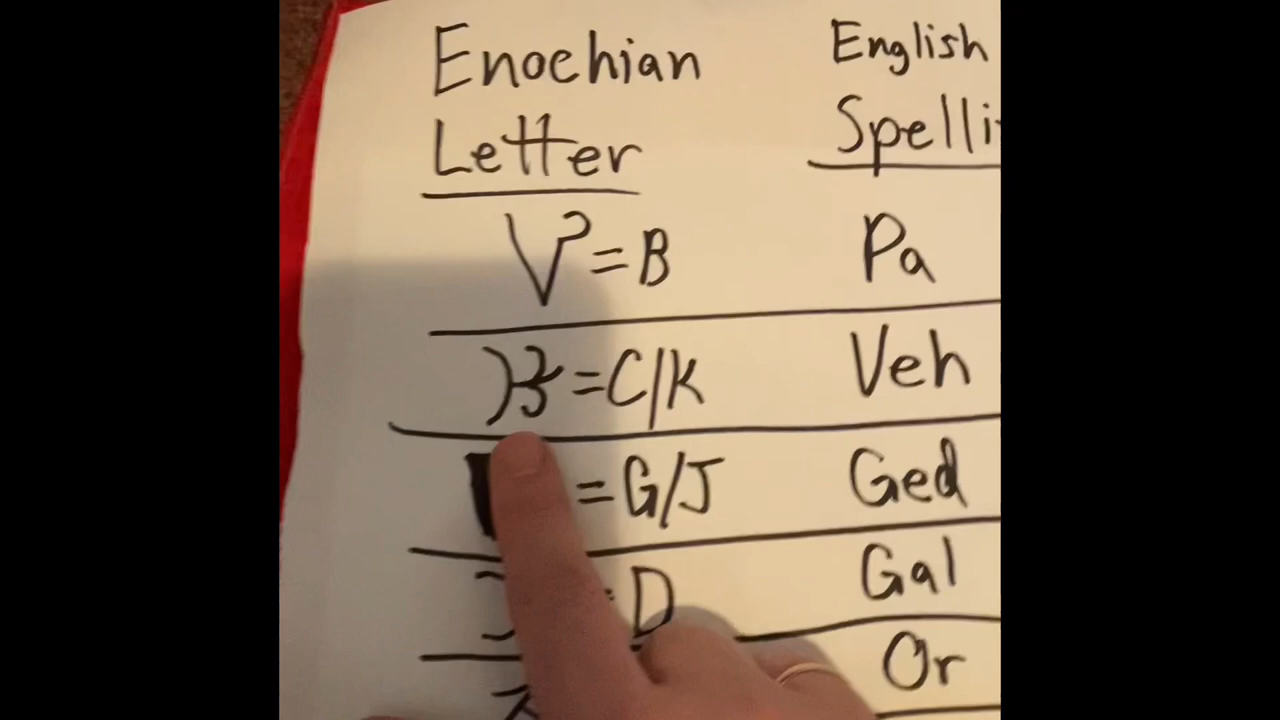 Enochian English
Letter Spelli
= B Pa
= C/K Veh
= G/J Ged
= D Gal
Or